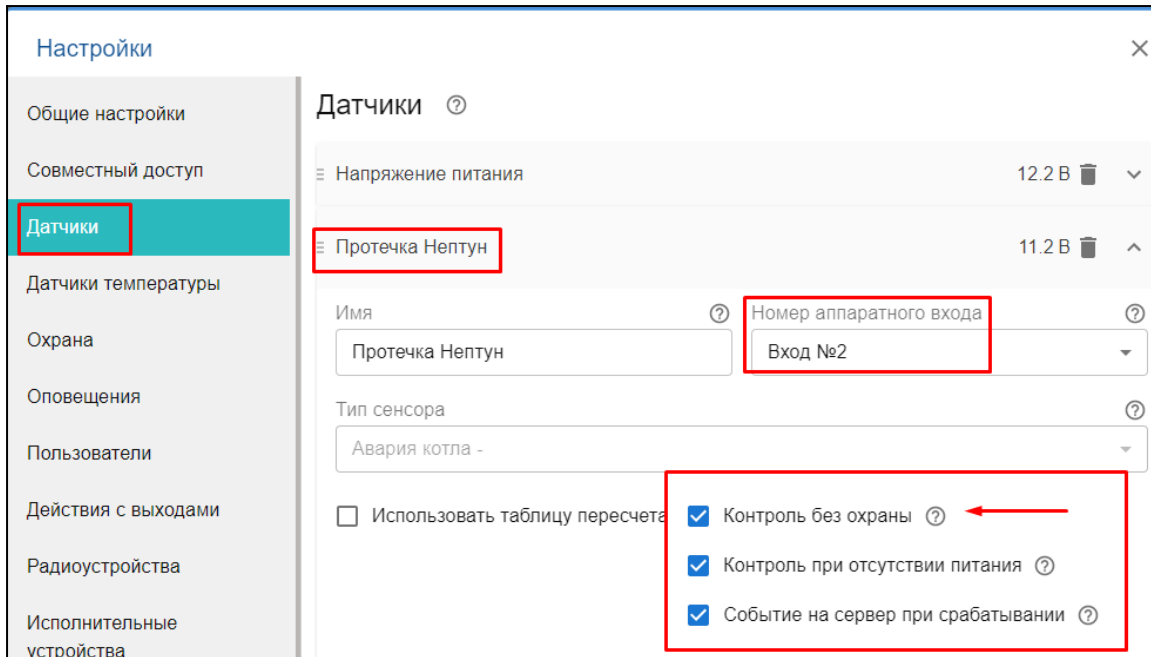 Настройки
Общие настройки
Совместный доступ
Датчики
Датчики температуры
Охрана
Оповещения
Пользователи
Действия с выходами
Радиоустройства
Исполнительные
устройства
Датчики
Напряжение питания 12.2 В
Протечка Нептун 11.2 В
Имя Номер аппаратного входа
Протечка Нептун Вход №2
Тип сенсора
Авария котла -
Использовать таблицу пересчета Контроль без охраны
Контроль при отсутствии питания
Событие на сервер при срабатывании